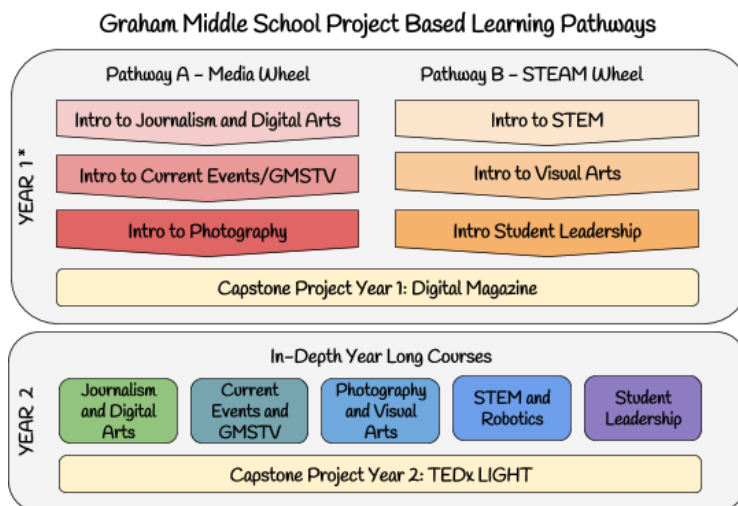 Graham Middle School Project Based Learning Pathways
YEAR 1*
Pathway A - Media Wheel
Intro to Journalism and Digital Arts
Intro to Current Events/GMSTV
Intro to Photography
Pathway B - STEAM Wheel
Intro to STEM
Intro to Visual Arts
Intro Student Leadership
Capstone Project Year 1: Digital Magazine
YEAR 2
In-Depth Year Long Courses
Journalism
and Digital
Arts
Current
Events and
GMSTV
Photography
and Visual
Arts
STEM and
Robotics
Student
Leadership
Capstone Project Year 2: TEDx LIGHT